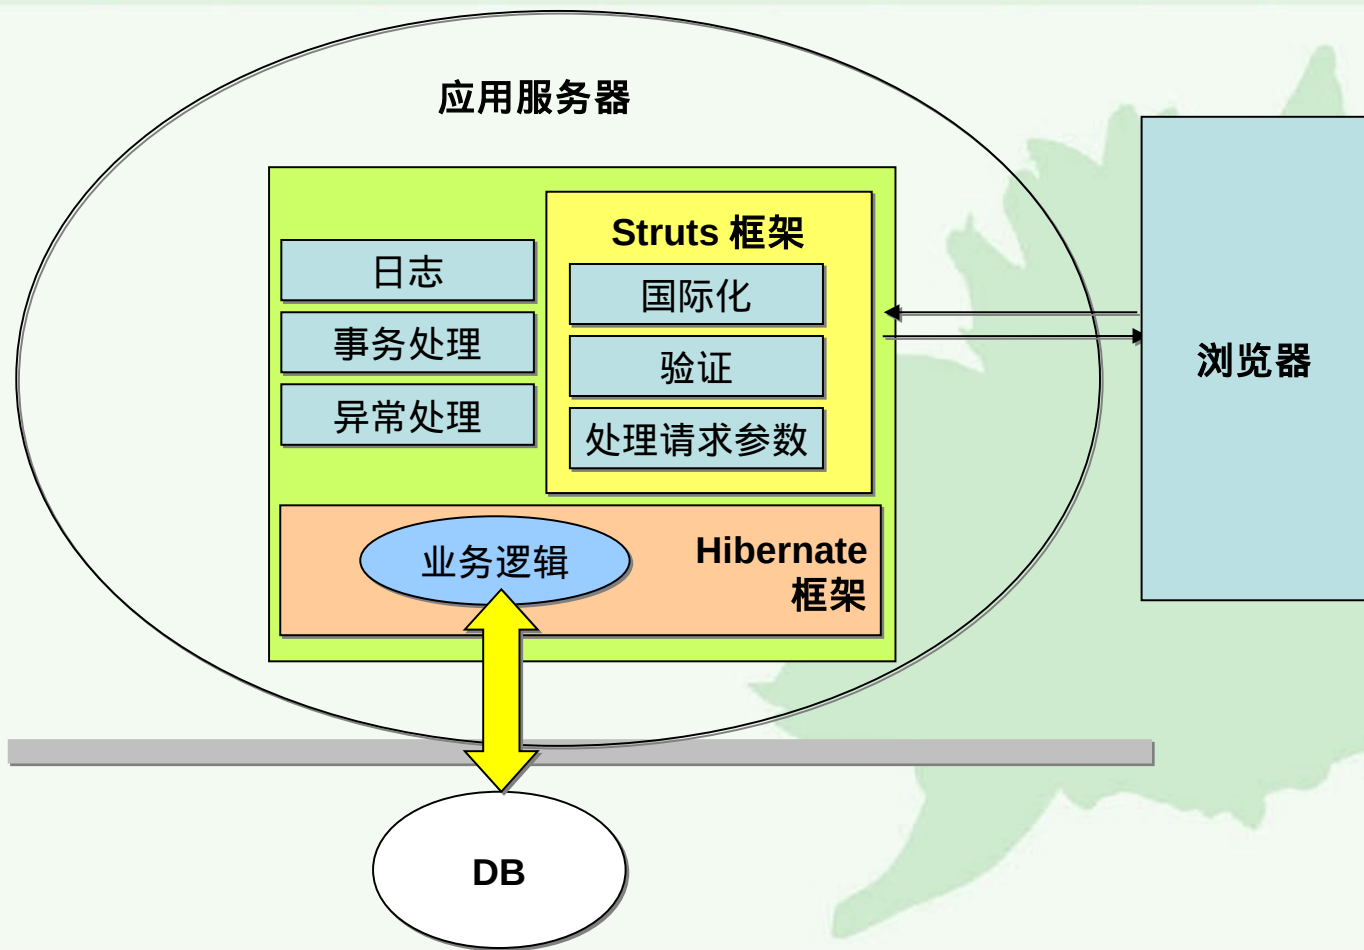 应用服务器
Struts 框架
日志
国际化
事务处理
验证
异常处理
处理请求参数
浏览器
业务逻辑
Hibernate
框架
DB